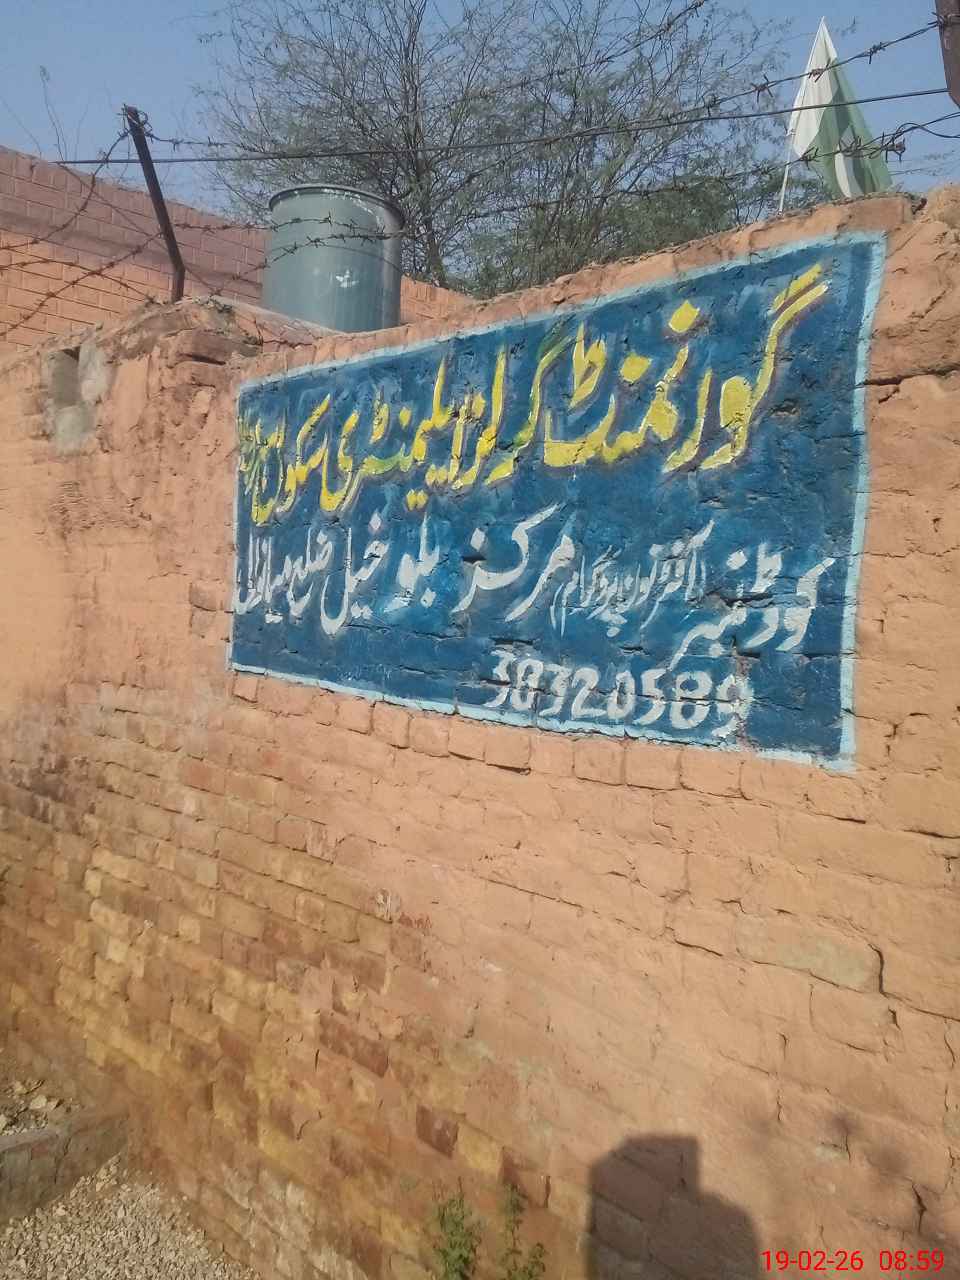 گورنمنٹ گرلز ایلیمنٹری سکول
مرکز بلو خیل ضلع میانوالی
کوڈ نمبر
38320589
19-02-26 08:59